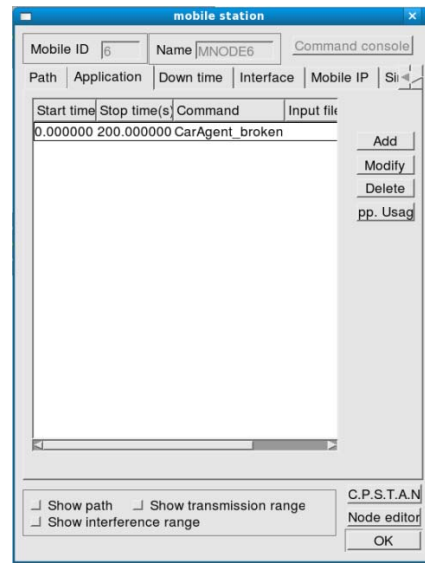 mobile station
Mobile ID 6 Name MNODE6 Command console
Path Application Down time Interface Mobile IP
Start time Stop time(s) Command Input file
0.000000 200.000000 CarAgent_broken
Add
Modify
Delete
pp. Usag
Show path Show transmission range
Show interference range
C.P.S.T.A.N
Node editor
OK